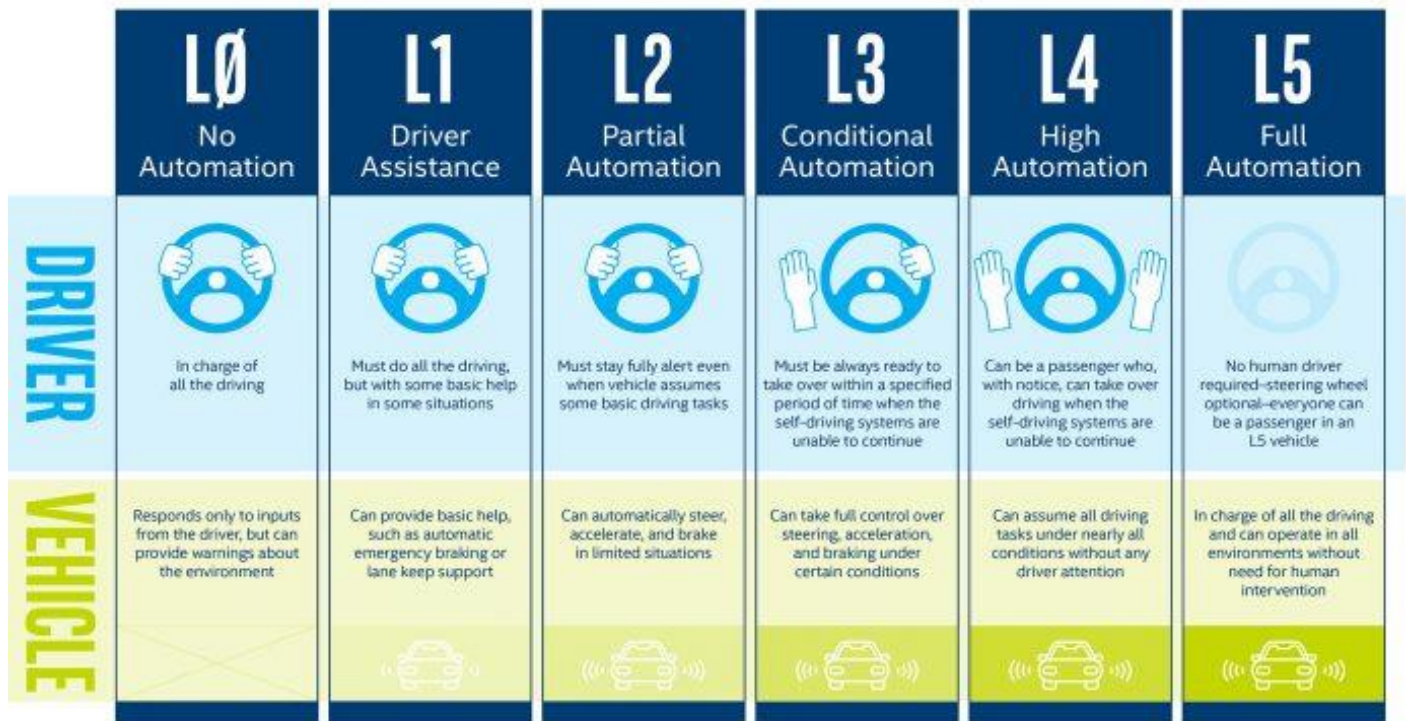 LØ
No
Automation
L1
Driver
Assistance
L2
Partial
Automation
L3
Conditional
Automation
L4
High
Automation
L5
Full
Automation
DRIVER
In charge of
all the driving
Must do all the driving,
but with some basic help
in some situations
Must stay fully alert even
when vehicle assumes
some basic driving tasks
Must be always ready to
take over within a specified
period of time when the
self-driving systems are
unable to continue
Can be a passenger who,
with notice, can take over
driving when the
self-driving systems are
unable to continue
No human driver
required–steering wheel
optional–everyone can
be a passenger in an
L5 vehicle
VEHICLE
Responds only to inputs
from the driver, but can
provide warnings about
the environment
Can provide basic help,
such as automatic
emergency braking or
lane keep support
Can automatically steer,
accelerate, and brake
in limited situations
Can take full control over
steering, acceleration,
and braking under
certain conditions
Can assume all driving
tasks under nearly all
conditions without any
driver attention
In charge of all the driving
and can operate in all
environments without
need for human
intervention